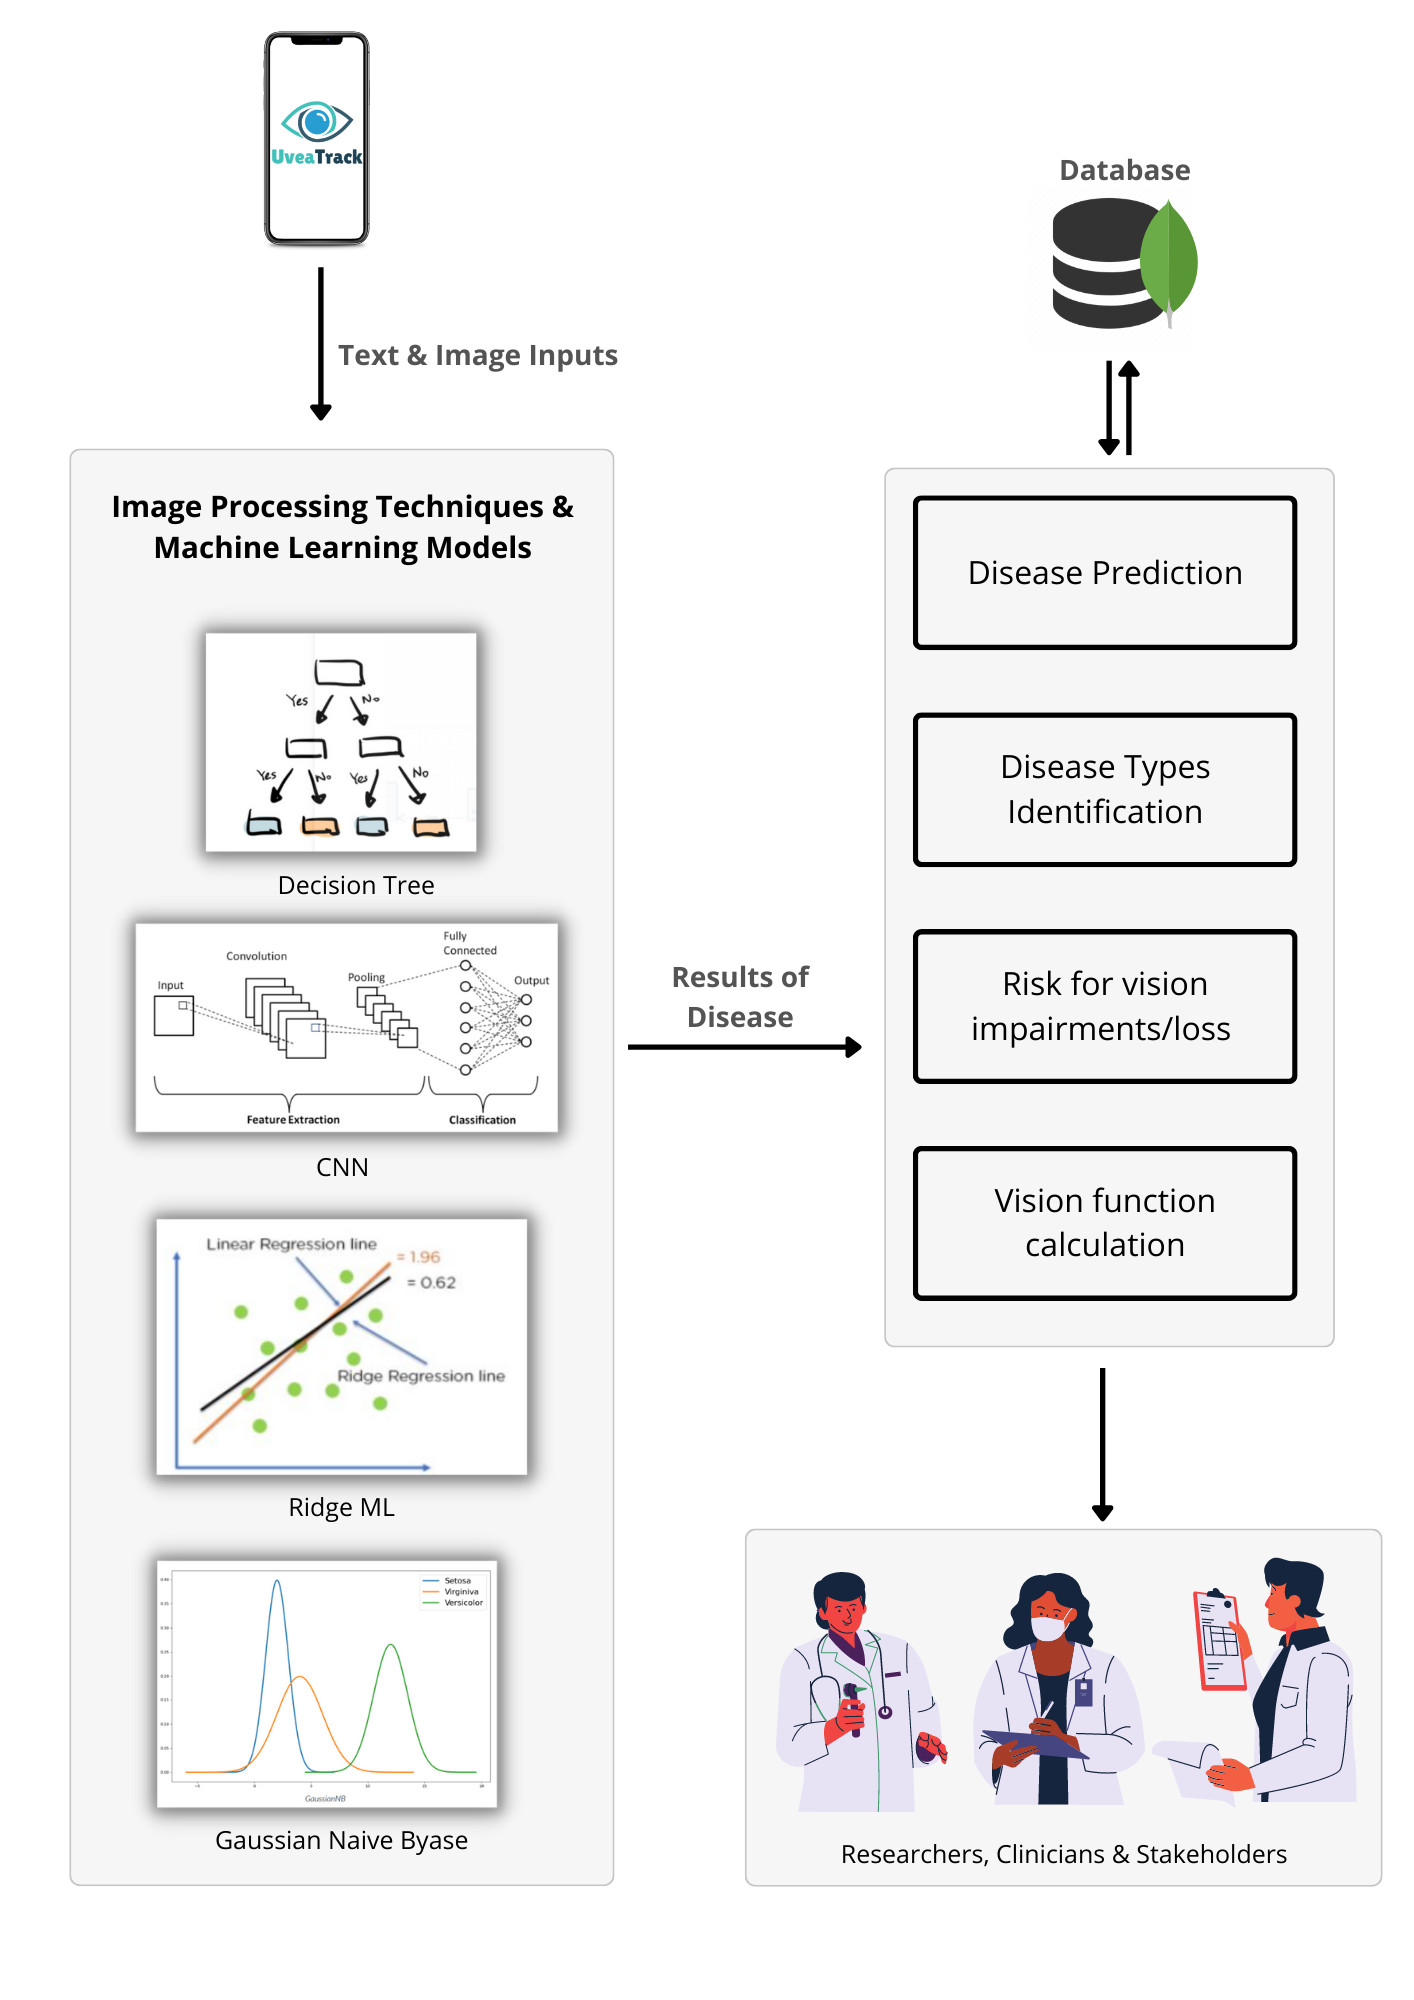 UveaTrack
Text & Image Inputs
Database
Image Processing Techniques &
Machine Learning Models
Yes
No
Yes
No
Yes
No
Decision Tree
Input
Convolution
Pooling
Fully
Connected
Output
Feature Extraction
Classification
CNN
Linear Regression line
= 1.96
= 0.62
Ridge Regression line
Ridge ML
Setosa
Virginiva
Versicolor
GaussianNB
Gaussian Naive Byase
Results of
Disease
Disease Prediction
Disease Types
Identification
Risk for vision
impairments/loss
Vision function
calculation
Researchers, Clinicians & Stakeholders